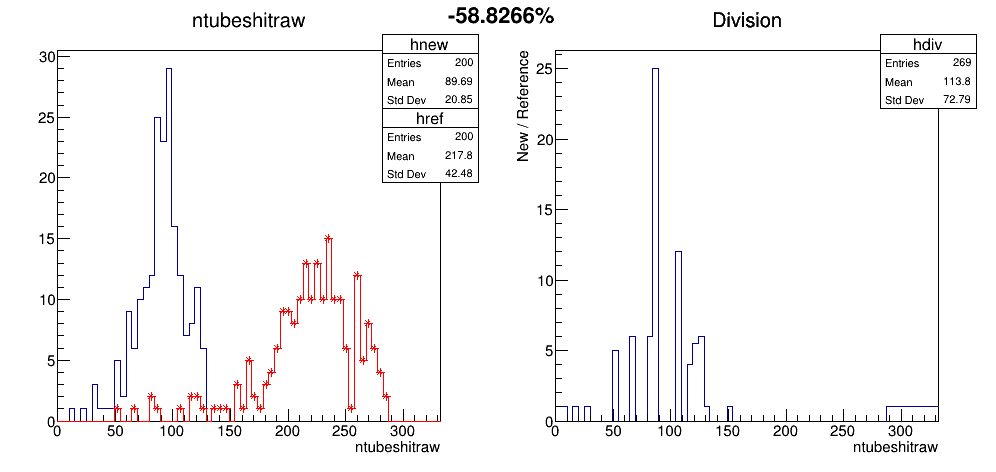 -58.8266%
ntubeshitraw
hnew
Entries 200
Mean 89.69
Std Dev 20.85
href
Entries 200
Mean 217.8
Std Dev 42.48
30
25
20
15
10
5
0
0 50 100 150 200 250 300
ntubeshitraw
Division
hdiv
Entries 269
Mean 113.8
Std Dev 72.79
New / Reference
25
20
15
10
5
0
0 50 100 150 200 250 300
ntubeshitraw